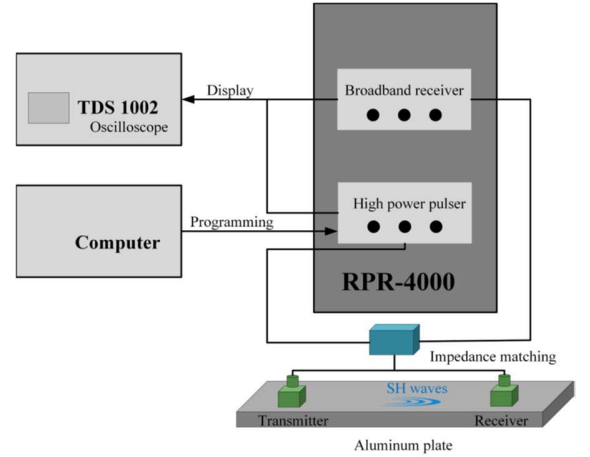 Broadband receiver
Display
TDS 1002
Oscilloscope
High power pulser
Programming
Computer
RPR-4000
Impedance matching
SH waves
Transmitter
Receiver
Aluminum plate